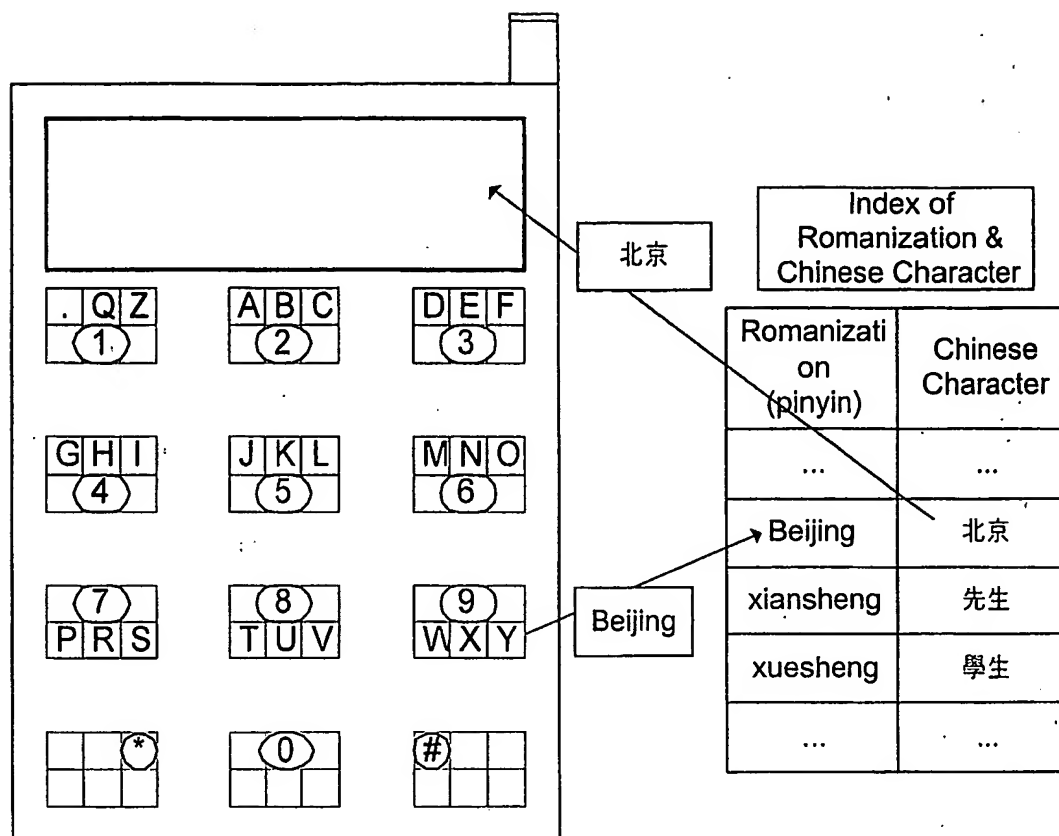 . Q Z
1
A B C
2
D E F
3
G H I
4
J K L
5
M N O
6
7
P R S
8
T U V
9
W X Y
*
0
#
北京
Beijing
Index of
Romanization &
Chinese Character
Romanizati
on
(pinyin)
Chinese
Character
... ...
Beijing 北京
xiansheng 先生
xuesheng 學生
... ...